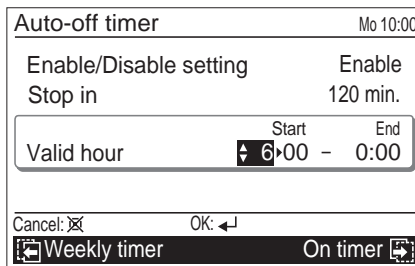 Auto-off timer Mo 10:00
Enable/Disable setting Enable
Stop in 120 min.
Start End
Valid hour 6:00 – 0:00
Cancel: OK:
Weekly timer On timer